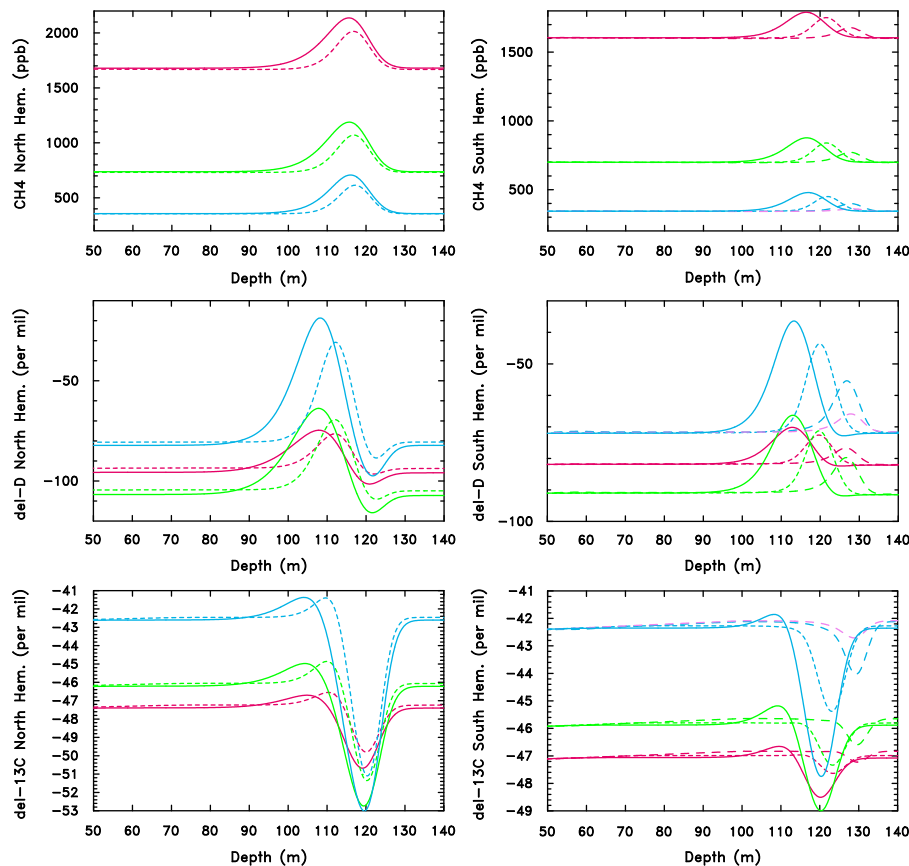 CH4 North Hem. (ppb)
2000
1500
1000
500
50 60 70 80 90 100 110 120 130 140
Depth (m)
CH4 South Hem. (ppb)
1500
1000
500
50 60 70 80 90 100 110 120 130 140
Depth (m)
del-D North Hem. (per mil)
-50
-100
50 60 70 80 90 100 110 120 130 140
Depth (m)
del-D South Hem. (per mil)
-50
-100
50 60 70 80 90 100 110 120 130 140
Depth (m)
del-13C North Hem. (per mil)
-41
-42
-43
-44
-45
-46
-47
-48
-49
-50
-51
-52
-53
50 60 70 80 90 100 110 120 130 140
Depth (m)
del-13C South Hem. (per mil)
-41
-42
-43
-44
-45
-46
-47
-48
-49
50 60 70 80 90 100 110 120 130 140
Depth (m)